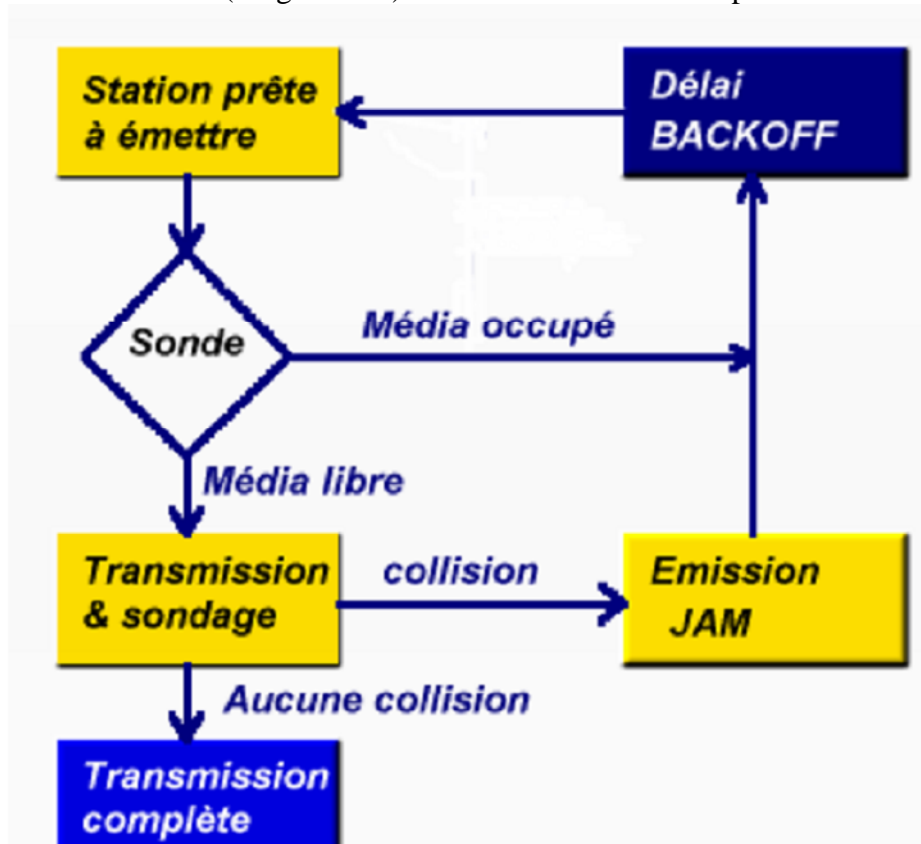 Station prête
à émettre
Délai
BACKOFF
Sonde
Média occupé
Média libre
Transmission
& sondage
collision
Emission
JAM
Aucune collision
Transmission
complète